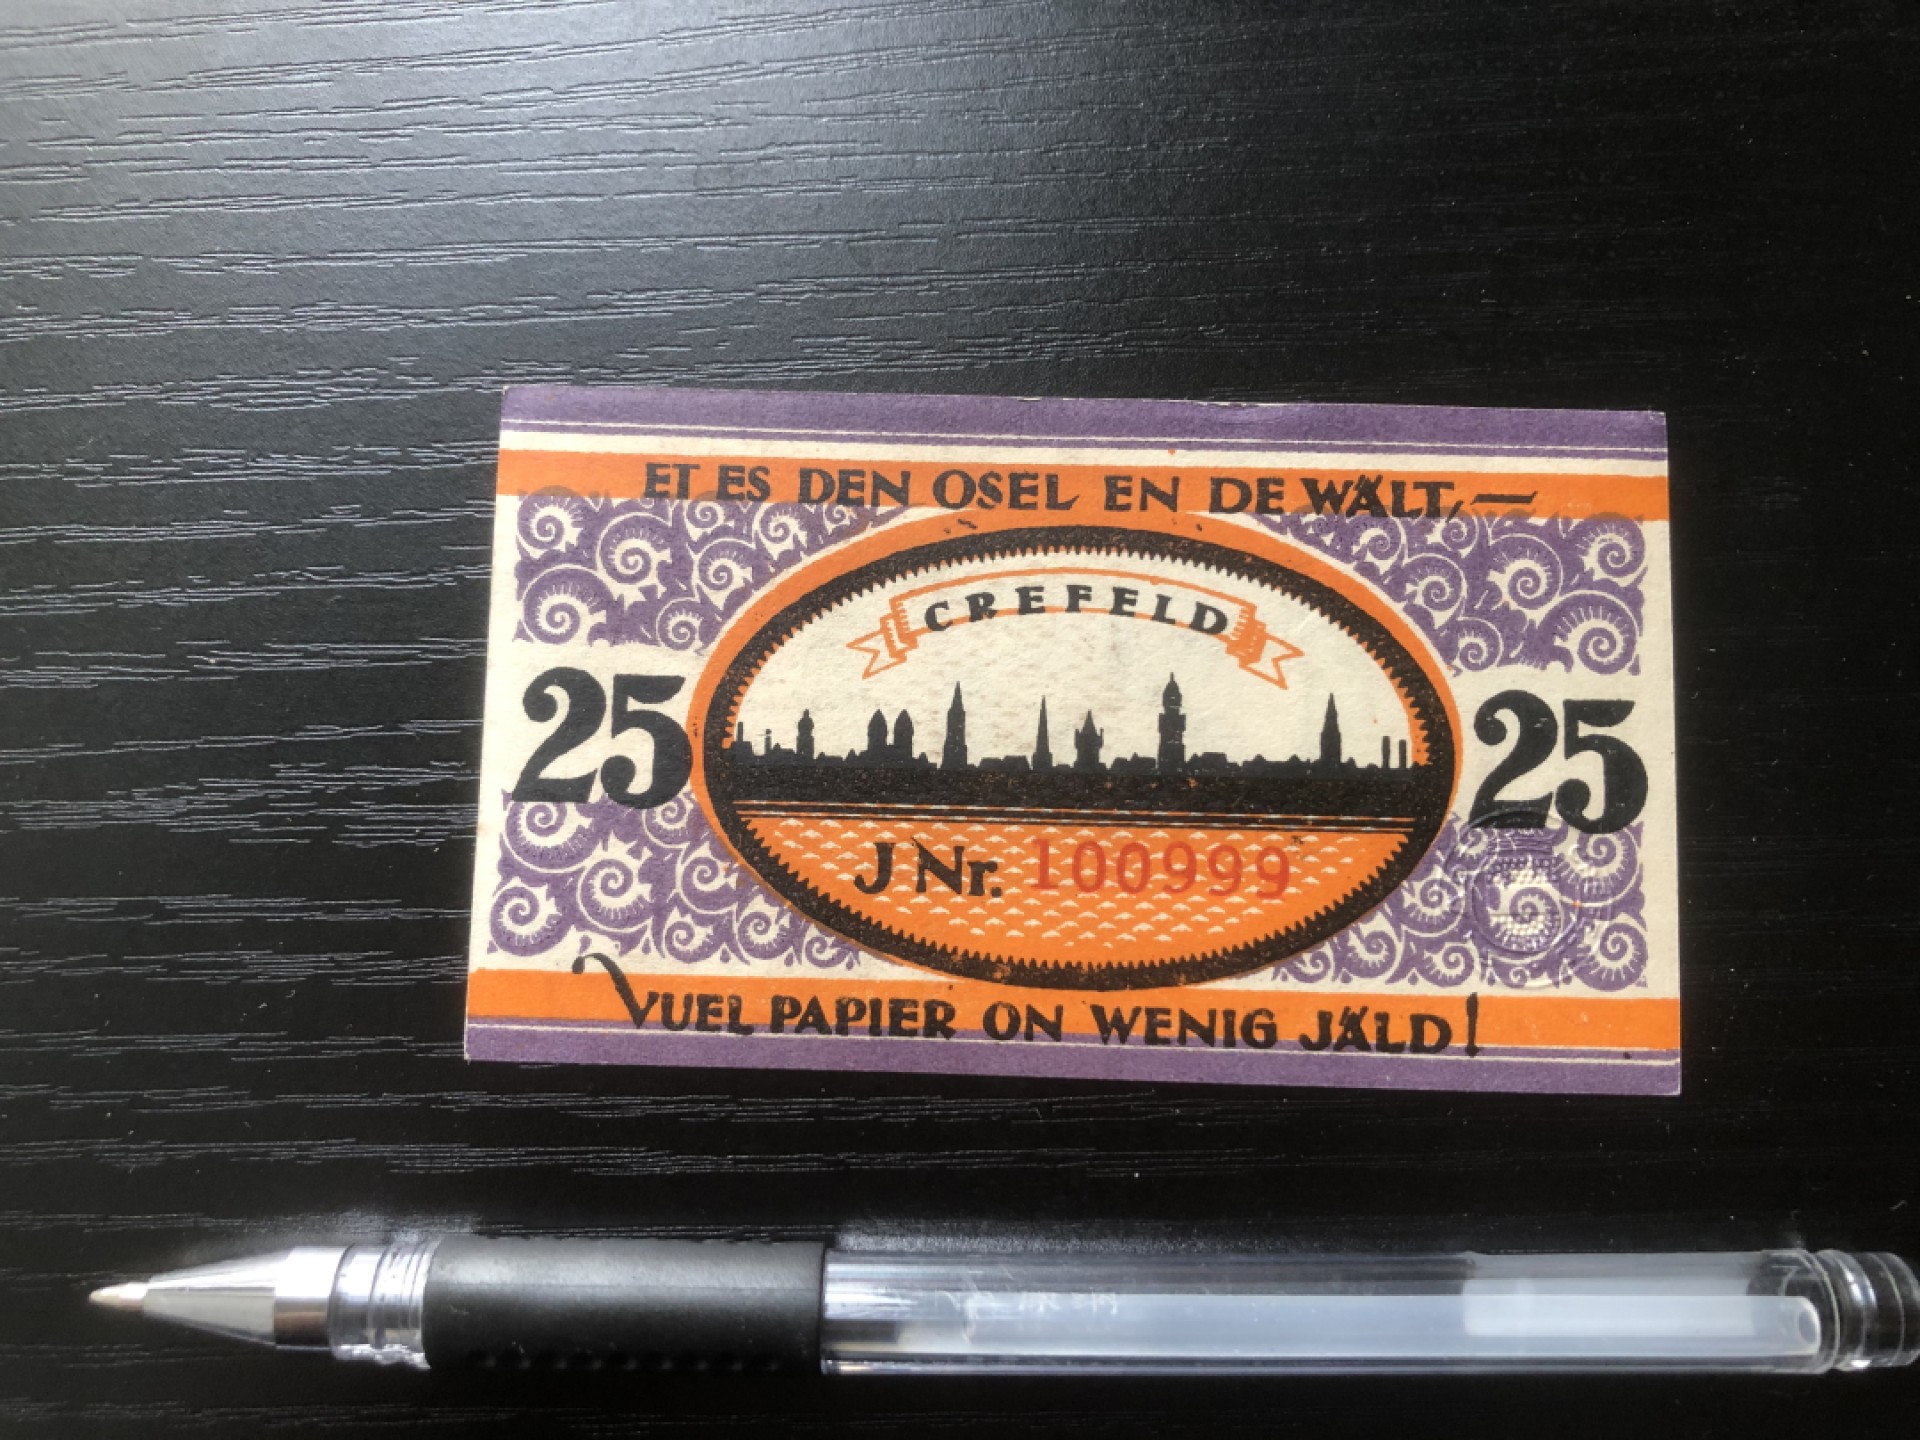 ET ES DEN OSEL EN DE WÄLT,—
CREFELD
25
25
J Nr. 100999
VUEL PAPIER ON WENIG JÄLD!